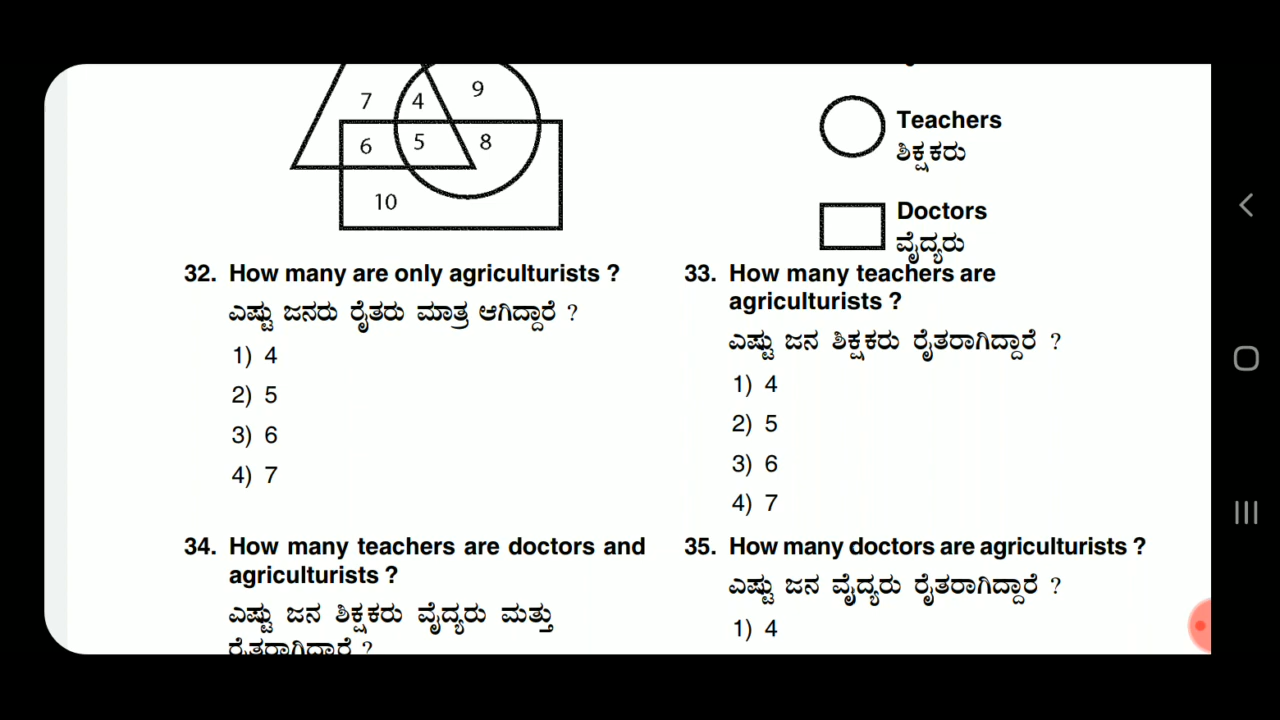 7 4 9
6 5 8
10
Teachers
ಶಿಕ್ಷಕರು
Doctors
ವೈದ್ಯರು
32. How many are only agriculturists ?
ಎಷ್ಟು ಜನರು ರೈತರು ಮಾತ್ರ ಆಗಿದ್ದಾರೆ ?
1) 4
2) 5
3) 6
4) 7
33. How many teachers are
agriculturists ?
ಎಷ್ಟು ಜನ ಶಿಕ್ಷಕರು ರೈತರಾಗಿದ್ದಾರೆ ?
1) 4
2) 5
3) 6
4) 7
34. How many teachers are doctors and
agriculturists ?
ಎಷ್ಟು ಜನ ಶಿಕ್ಷಕರು ವೈದ್ಯರು ಮತ್ತು
ರೈತರಾಗಿದ್ದಾರೆ ?
35. How many doctors are agriculturists ?
ಎಷ್ಟು ಜನ ವೈದ್ಯರು ರೈತರಾಗಿದ್ದಾರೆ ?
1) 4